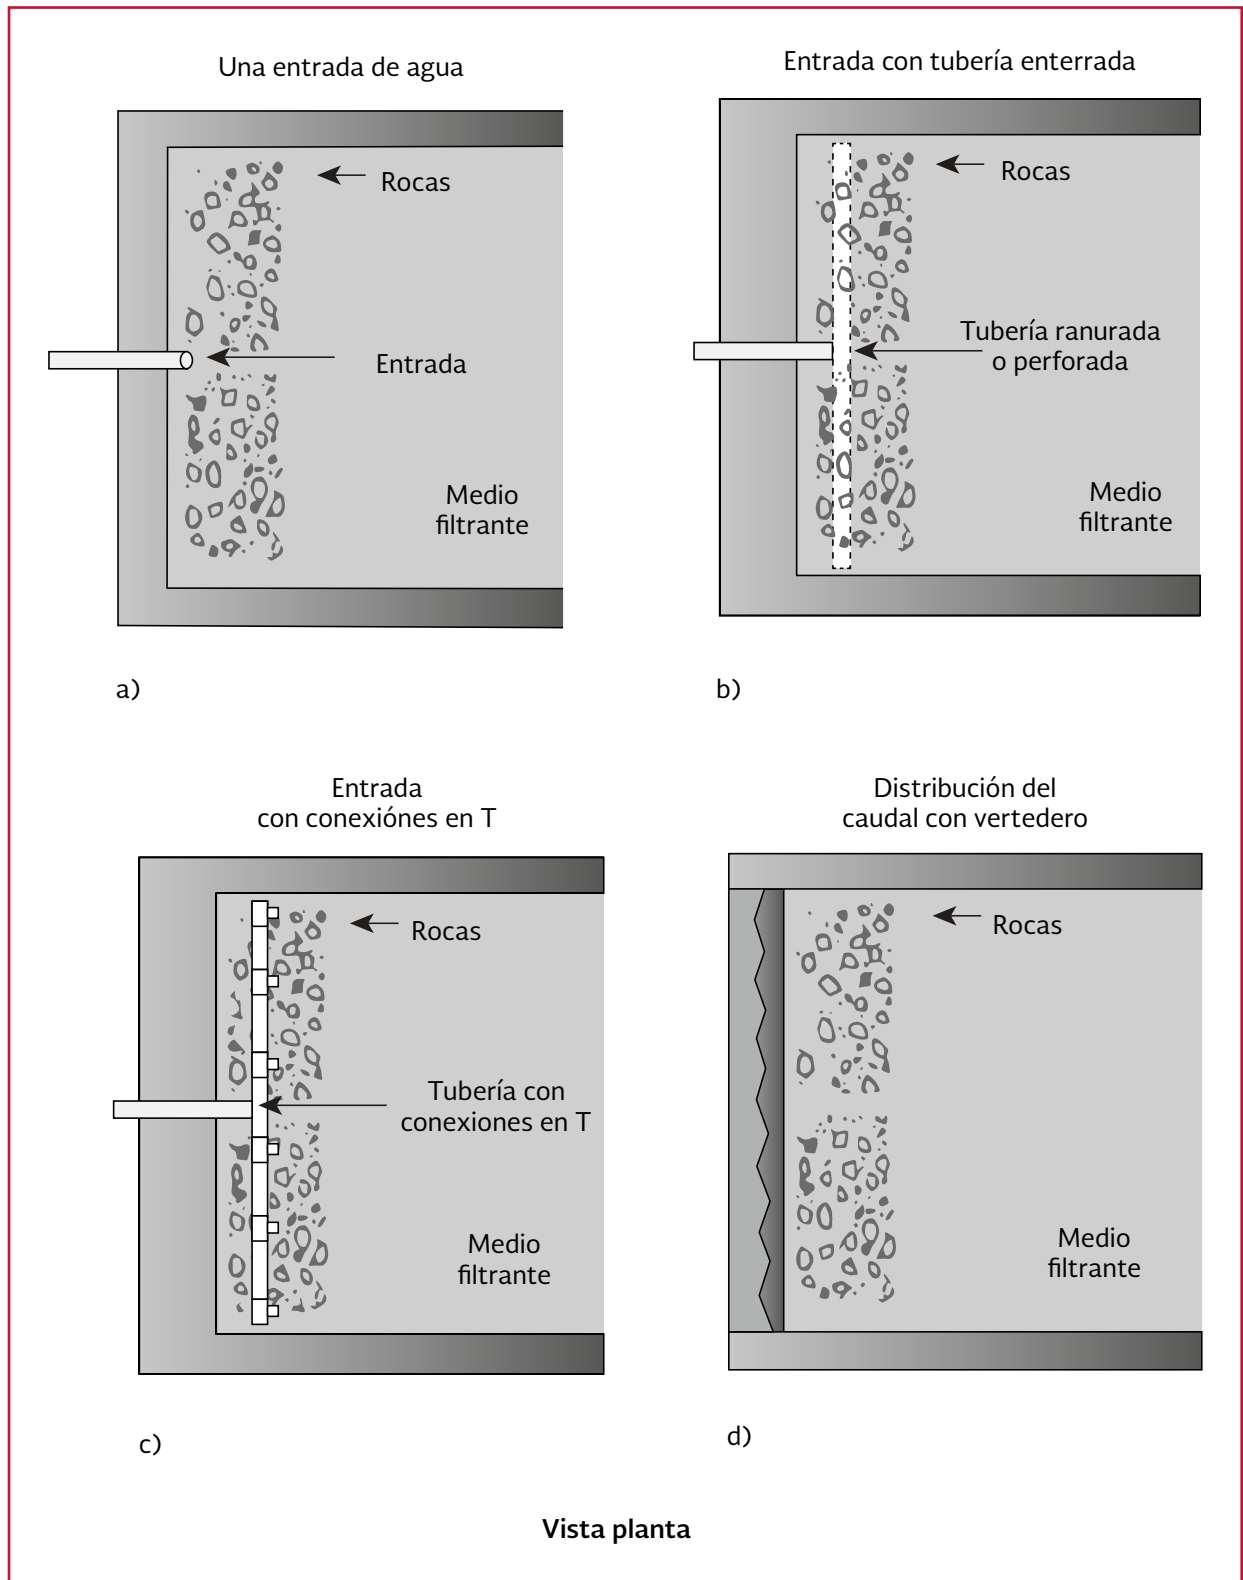 Una entrada de agua
Rocas
Entrada
Medio
filtrante
a)
Entrada con tubería enterrada
Rocas
Tubería ranurada
o perforada
Medio
filtrante
b)
Entrada
con conexiónes en T
Rocas
Tubería con
conexiones en T
Medio
filtrante
c)
Distribución del
caudal con vertedero
Rocas
Medio
filtrante
d)
Vista planta